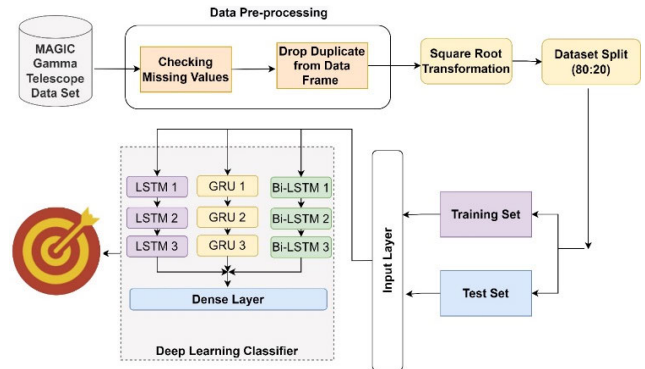 Data Pre-processing
MAGIC
Gamma
Telescope
Data Set
Checking
Missing Values
Drop Duplicate
from Data
Frame
Square Root
Transformation
Dataset Split
(80:20)
LSTM 1
GRU 1
Bi-LSTM 1
LSTM 2
GRU 2
Bi-LSTM 2
LSTM 3
GRU 3
Bi-LSTM 3
Dense Layer
Deep Learning Classifier
Input Layer
Training Set
Test Set